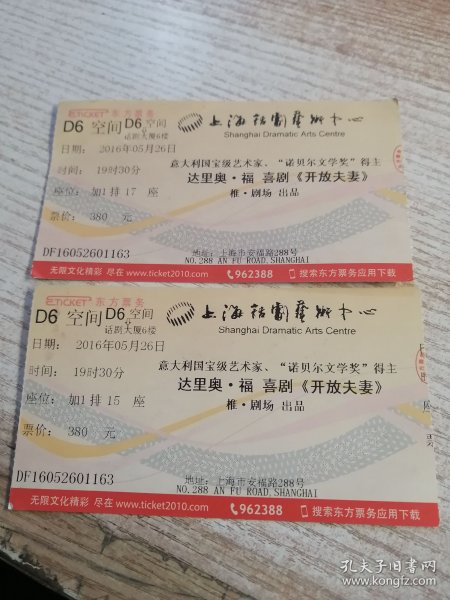 ETICKET 东方票务
D6 空间 D6 空间
话剧大厦6楼
上海话剧艺术中心
Shanghai Dramatic Arts Centre
日期： 2016年05月26日
时间： 19时30分
意大利国宝级艺术家、“诺贝尔文学奖”得主
达里奥·福 喜剧《开放夫妻》
座位： 加1 排 17 座
椎·剧场 出品
票价： 380 元
DF16052601163
地址：上海市安福路288号
NO.288 AN FU ROAD,SHANGHAI
无限文化精彩 尽在 www.ticket2010.com 962388 搜索东方票务应用下载
ETICKET 东方票务
D6 空间 D6 空间
话剧大厦6楼
上海话剧艺术中心
Shanghai Dramatic Arts Centre
日期： 2016年05月26日
时间： 19时30分
意大利国宝级艺术家、“诺贝尔文学奖”得主
达里奥·福 喜剧《开放夫妻》
座位： 加1 排 15 座
椎·剧场 出品
票价： 380 元
DF16052601163
地址：上海市安福路288号
NO.288 AN FU ROAD,SHANGHAI
无限文化精彩 尽在 www.ticket2010.com 962388 搜索东方票务应用下载
孔夫子旧书网
www.kongfz.com